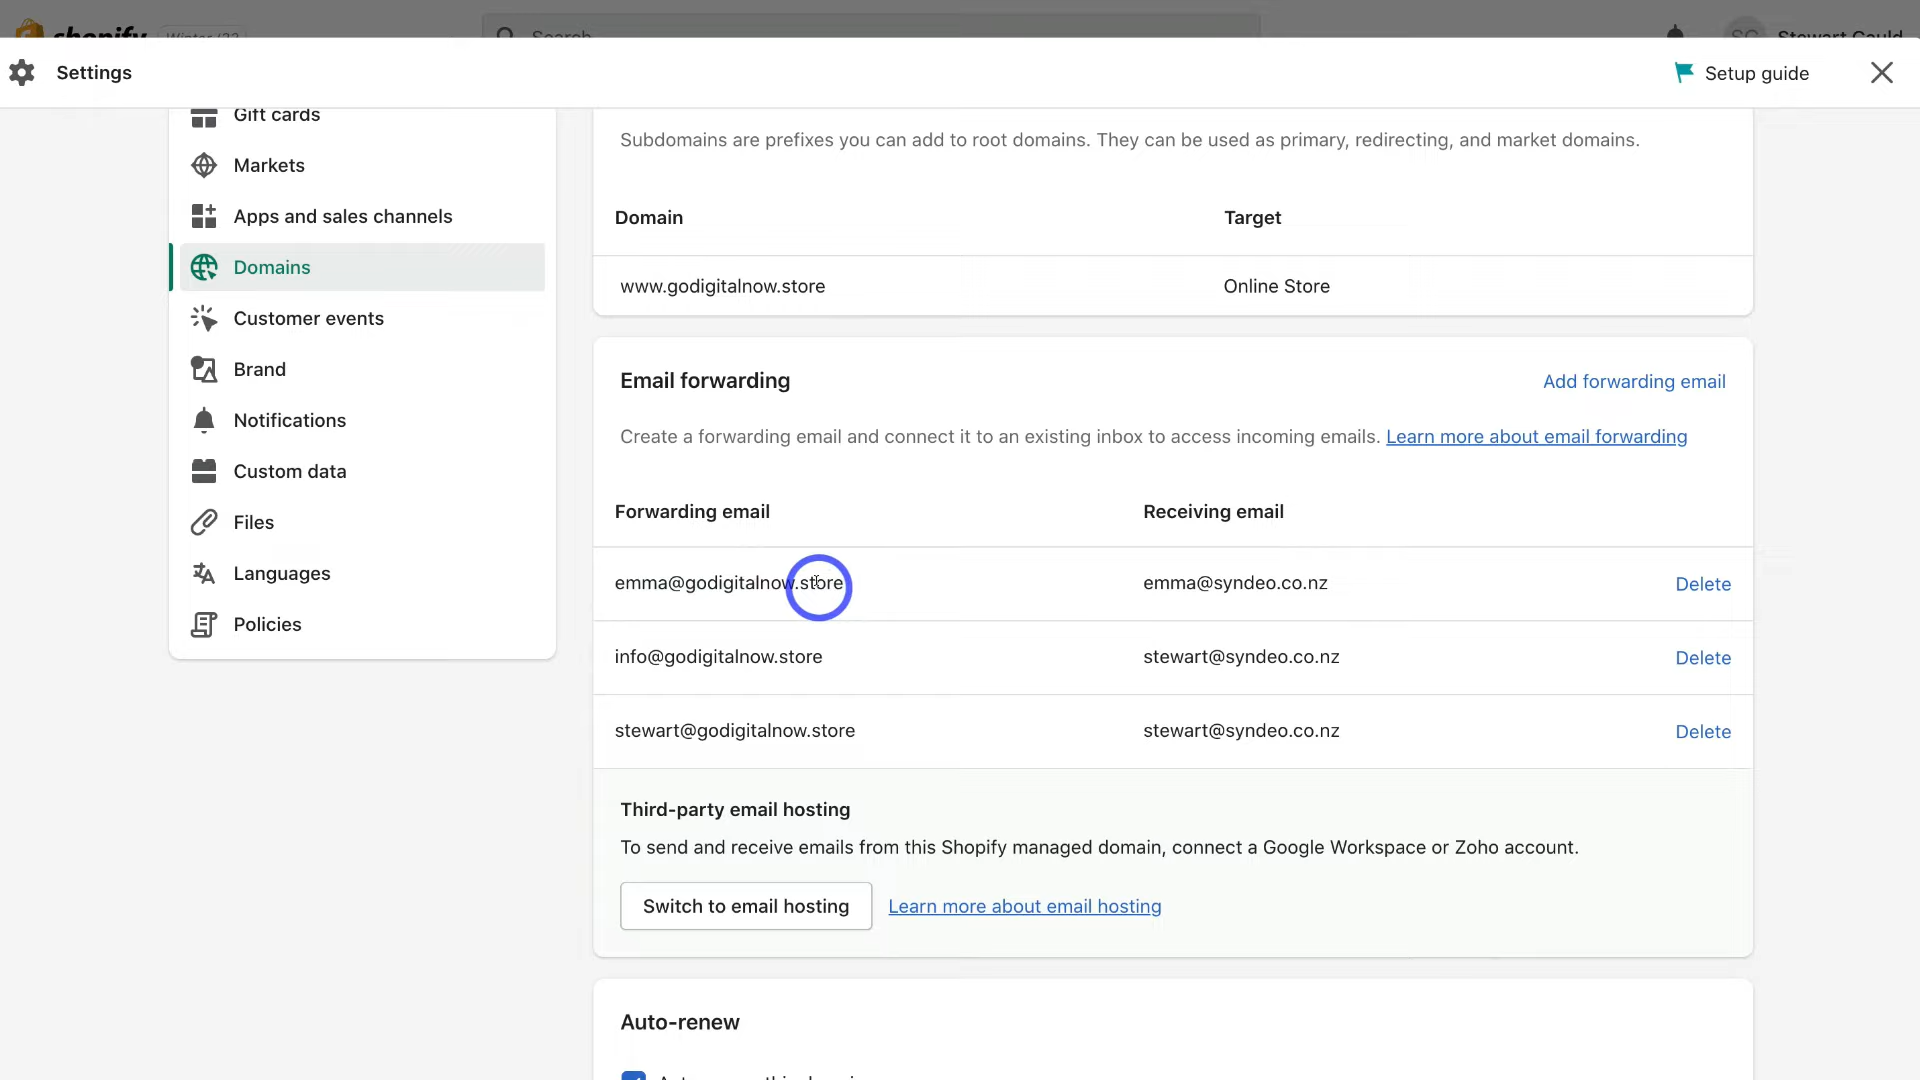 shopify
Winter '23
Search
Stewart Gauld
Settings
Setup guide
Gift cards
Markets
Apps and sales channels
Domains
Customer events
Brand
Notifications
Custom data
Files
Languages
Policies
Subdomains are prefixes you can add to root domains. They can be used as primary, redirecting, and market domains.
Domain Target
www.godigitalnow.store Online Store
Email forwarding Add forwarding email
Create a forwarding email and connect it to an existing inbox to access incoming emails. Learn more about email forwarding
Forwarding email Receiving email
emma@godigitalnow.store emma@syndeo.co.nz Delete
info@godigitalnow.store stewart@syndeo.co.nz Delete
stewart@godigitalnow.store stewart@syndeo.co.nz Delete
Third-party email hosting
To send and receive emails from this Shopify managed domain, connect a Google Workspace or Zoho account.
Switch to email hosting Learn more about email hosting
Auto-renew